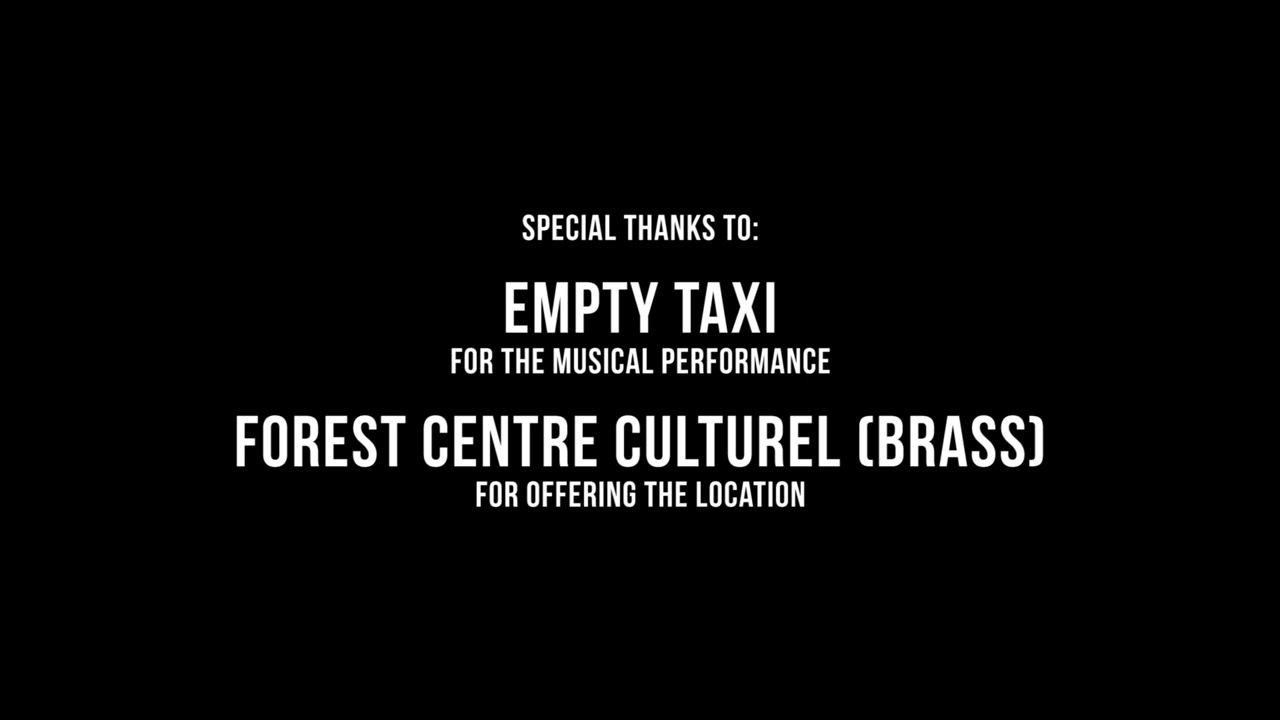 SPECIAL THANKS TO:
EMPTY TAXI
FOR THE MUSICAL PERFORMANCE
FOREST CENTRE CULTUREL (BRASS)
FOR OFFERING THE LOCATION